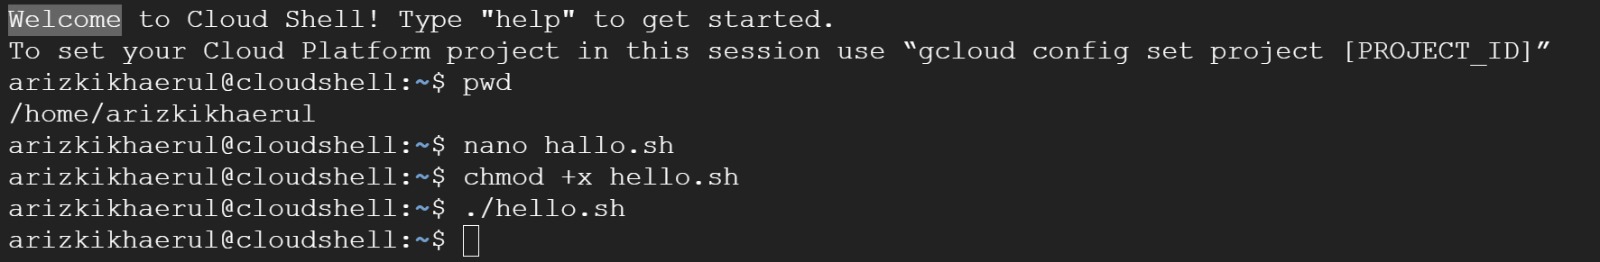 Welcome to Cloud Shell! Type "help" to get started.
To set your Cloud Platform project in this session use “gcloud config set project [PROJECT_ID]”
arizkikhaerul@cloudshell:~$ pwd
/home/arizkikhaerul
arizkikhaerul@cloudshell:~$ nano hallo.sh
arizkikhaerul@cloudshell:~$ chmod +x hello.sh
arizkikhaerul@cloudshell:~$ ./hello.sh
arizkikhaerul@cloudshell:~$